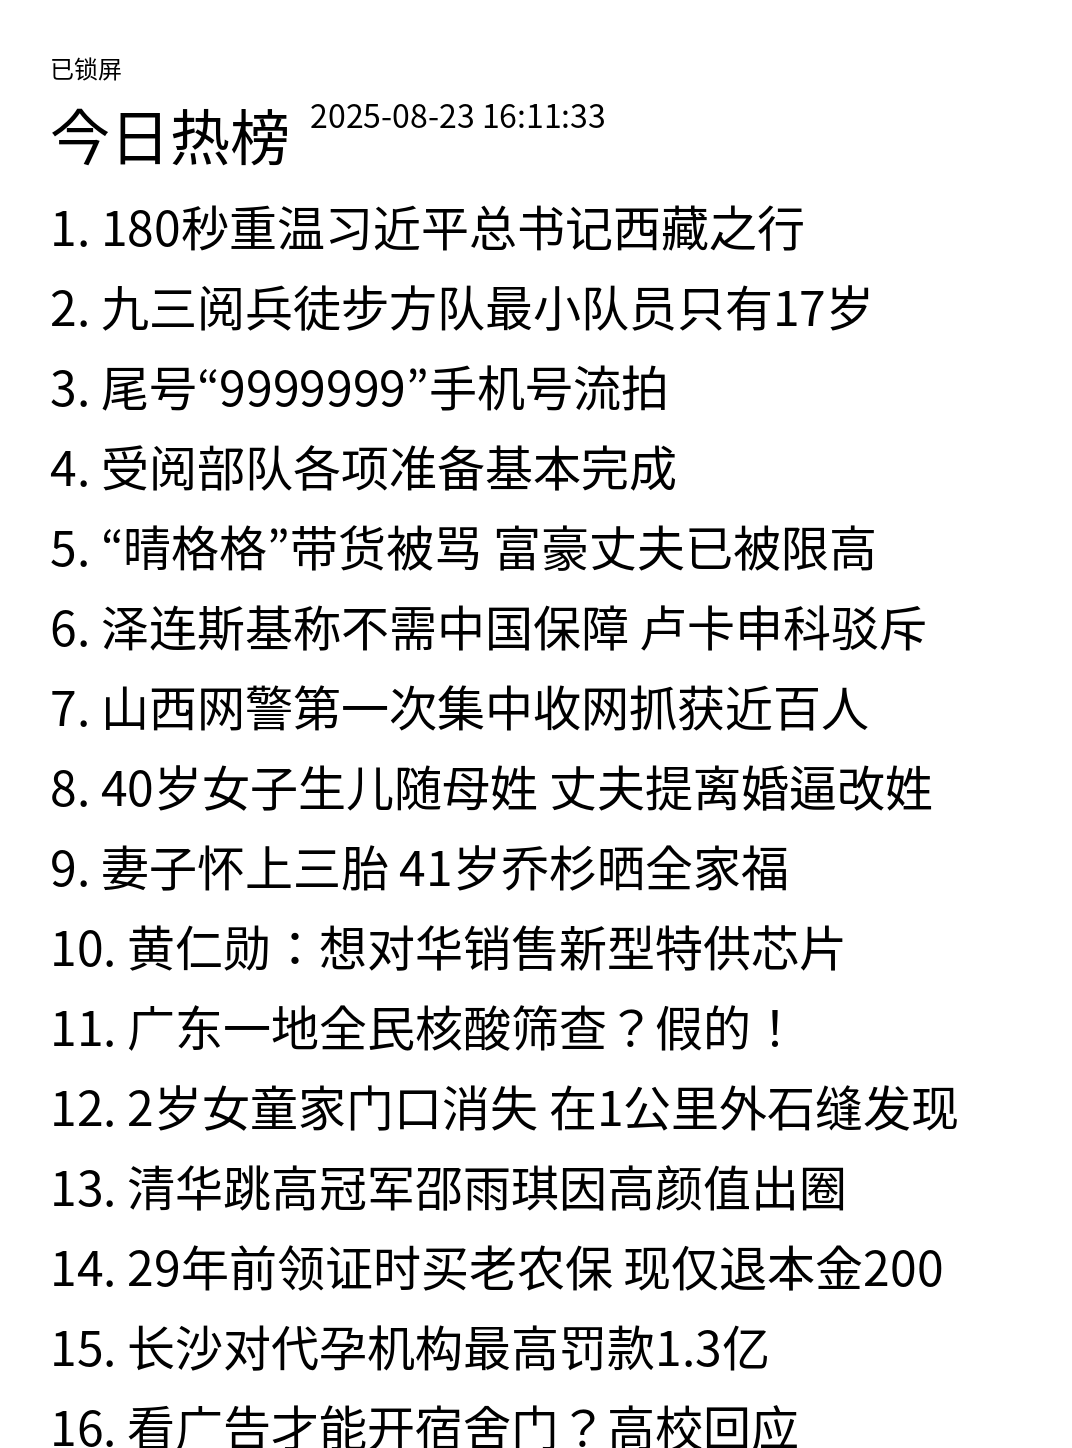 已锁屏
今日热榜 2025-08-23 16:11:33
1. 180秒重温习近平总书记西藏之行
2. 九三阅兵徒步方队最小队员只有17岁
3. 尾号“9999999”手机号流拍
4. 受阅部队各项准备基本完成
5. “晴格格”带货被骂 富豪丈夫已被限高
6. 泽连斯基称不需中国保障 卢卡申科驳斥
7. 山西网警第一次集中收网抓获近百人
8. 40岁女子生儿随母姓 丈夫提离婚逼改姓
9. 妻子怀上三胎 41岁乔杉晒全家福
10. 黄仁勋：想对华销售新型特供芯片
11. 广东一地全民核酸筛查？假的！
12. 2岁女童家门口消失 在1公里外石缝发现
13. 清华跳高冠军邵雨琪因高颜值出圈
14. 29年前领证时买老农保 现仅退本金200
15. 长沙对代孕机构最高罚款1.3亿
16. 看广告才能开宿舍门？高校回应